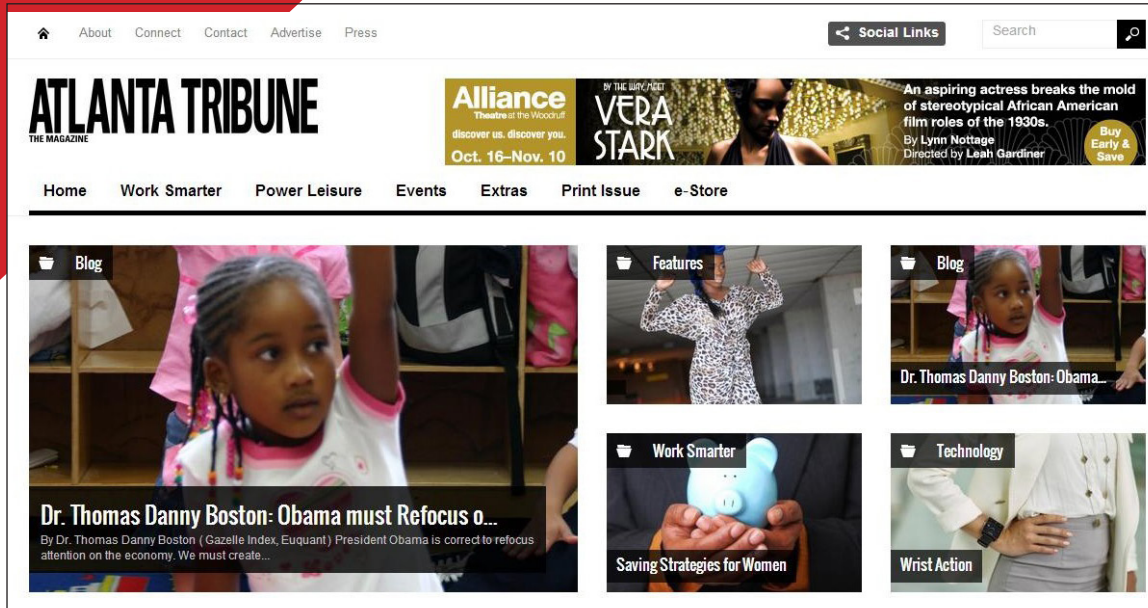 About Connect Contact Advertise Press
Social Links
Search
ATLANTA TRIBUNE
THE MAGAZINE
Alliance
Theatre at the Woodruff
discover us. discover you.
Oct. 16–Nov. 10
BY THE WAY, MEET
VERA
STARK
An aspiring actress breaks the mold
of stereotypical African American
film roles of the 1930s.
By Lynn Nottage
Directed by Leah Gardiner
Buy
Early &
Save
Home Work Smarter Power Leisure Events Extras Print Issue e-Store
Blog
Dr. Thomas Danny Boston: Obama must Refocus o...
By Dr. Thomas Danny Boston ( Gazelle Index, Euquant ) President Obama is correct to refocus
attention on the economy. We must create...
Features
Blog
Dr. Thomas Danny Boston: Obama...
Work Smarter
Saving Strategies for Women
Technology
Wrist Action